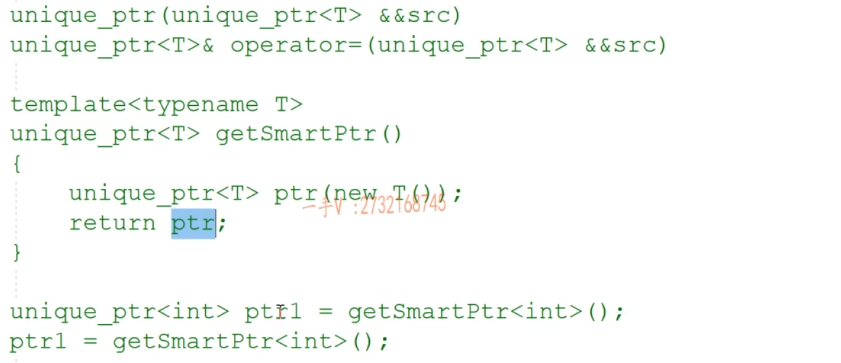 unique_ptr(unique_ptr<T> &&src)
unique_ptr<T>& operator=(unique_ptr<T> &&src)
template<typename T>
unique_ptr<T> getSmartPtr()
{
unique_ptr<T> ptr(new T());
一手V :2732168745
return ptr;
}
unique_ptr<int> ptr1 = getSmartPtr<int>();
ptr1 = getSmartPtr<int>();